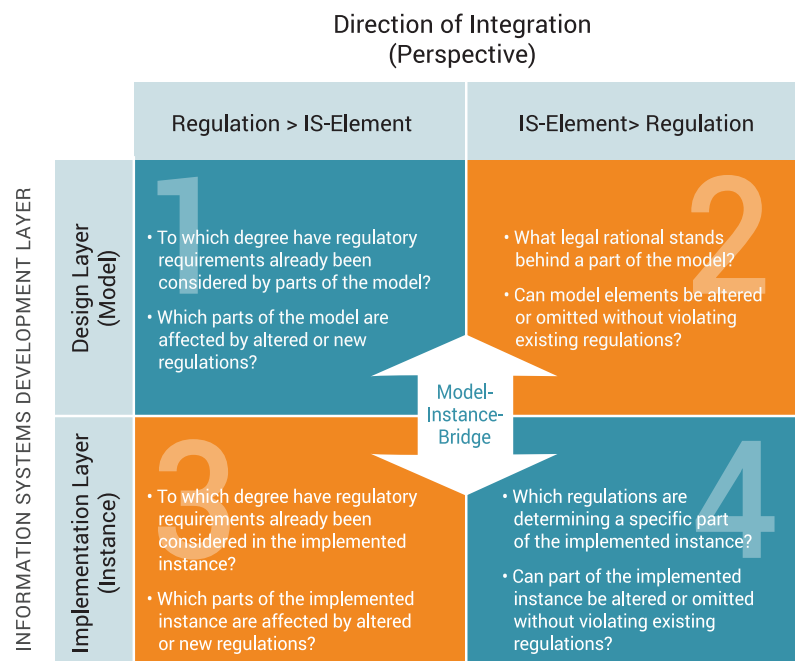 Direction of Integration
(Perspective)
Regulation > IS-Element
IS-Element> Regulation
INFORMATION SYSTEMS DEVELOPMENT LAYER
Design Layer
(Model)
1
• To which degree have regulatory
requirements already been
considered by parts of the model?
• Which parts of the model are
affected by altered or new
regulations?
2
• What legal rational stands
behind a part of the model?
• Can model elements be altered
or omitted without violating
existing regulations?
Model-
Instance-
Bridge
Implementation Layer
(Instance)
3
• To which degree have regulatory
requirements already been
considered in the implemented
instance?
• Which parts of the implemented
instance are affected by altered
or new regulations?
4
• Which regulations are
determining a specific part
of the implemented instance?
• Can part of the implemented
instance be altered or omitted
without violating existing
regulations?